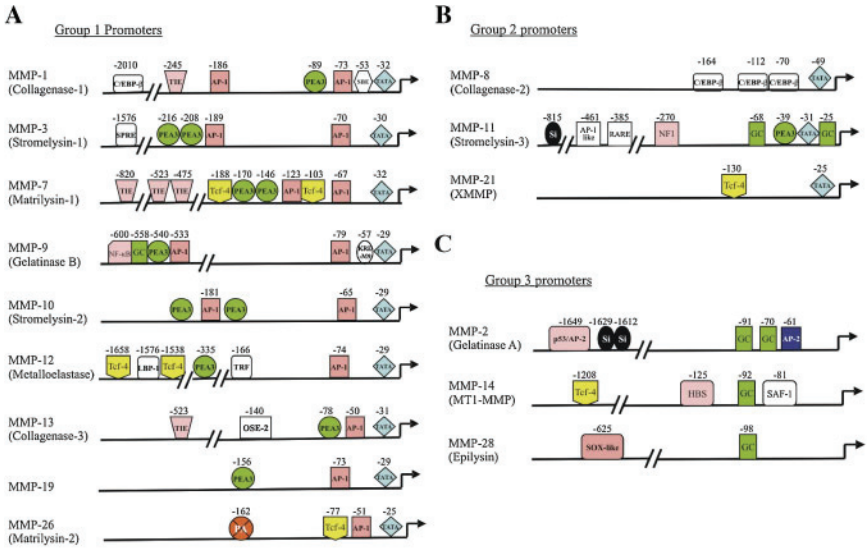 A
Group 1 Promoters
-2010 -245 -186 -89 -73 -53 -32
MMP-1
(Collagenase-1)
C/EBP-β TIE AP-1 PEA3 AP-1 TATA
-1576 -216 -208 -189 -70 -30
MMP-3
(Stromelysin-1)
SPRE PEA3 PEA3 AP-1 AP-1 TATA
-820 -523 -475 -188 -170 -146 -123 -103 -67 -32
MMP-7
(Matrilysin-1)
TIE TIE TIE Tcf-4 PEA3 PEA3 AP-1 Tcf-4 AP-1 TATA
-600 -558 -540 -533 -79 -57 -29
MMP-9
(Gelatinase B)
NF-κB GC PEA3 AP-1 AP-1 TATA
-181 -65 -29
MMP-10
(Stromelysin-2)
PEA3 AP-1 PEA3 AP-1 TATA
-1658 -1576 -1538 -335 -166 -74 -29
MMP-12
(Metalloelastase)
Tcf-4 LBP-1 Tcf-4 PEA3 TRF AP-1 TATA
-523 -140 -78 -50 -31
MMP-13
(Collagenase-3)
TIE OSE-2 PEA3 AP-1 TATA
-156 -73 -29
MMP-19
PEA3 AP-1 TATA
-162 -77 -51 -25
MMP-26
(Matrilysin-2)
Tcf-4 AP-1 TATA
B
Group 2 promoters
-164 -112 -70 -49
MMP-8
(Collagenase-2)
C/EBP-β C/EBP-β C/EBP-β TATA
-815 -461 -385 -270 -68 -39 -31 -25
MMP-11
(Stromelysin-3)
Si AP-1
like RARE NF1 GC PEA3 TATA GC
-130 -25
MMP-21
(XMMP)
Tcf-4 TATA
C
Group 3 promoters
-1649 -1629 -1612 -91 -70 -61
MMP-2
(Gelatinase A)
p53/AP-2 Si Si GC GC AP-2
-1208 -125 -92 -81
MMP-14
(MT1-MMP)
Tcf-4 HBS GC SAF-1
-625 -98
MMP-28
(Epilysin)
SOX-like GC